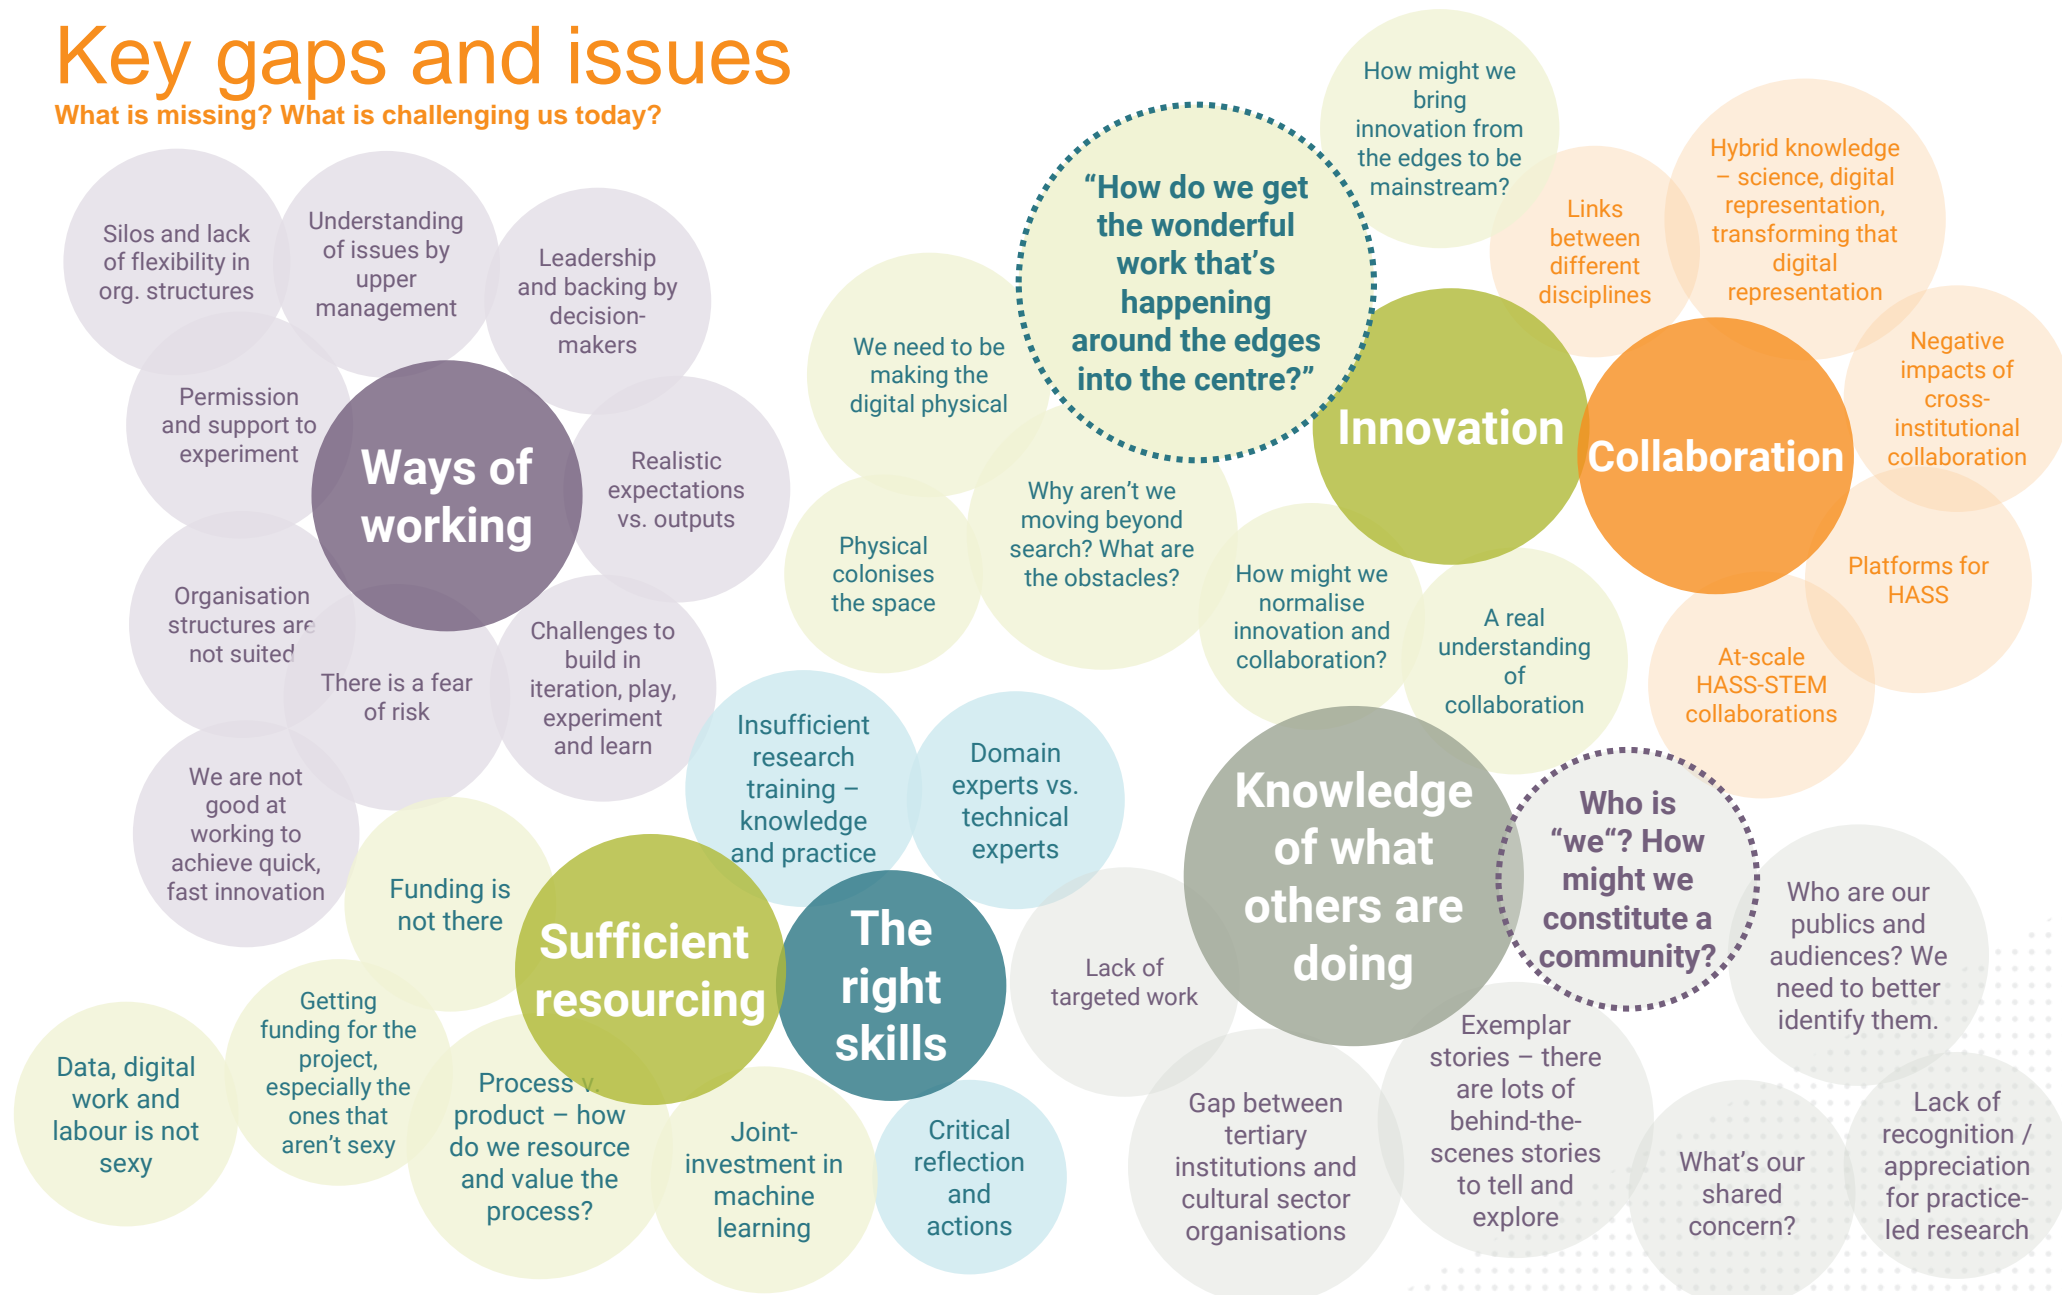 Key gaps and issues
What is missing? What is challenging us today?
Silos and lack
of flexibility in
org. structures
Understanding
of issues by
upper
management
Leadership
and backing by
decision-
makers
Permission
and support to
experiment
Ways of
working
Realistic
expectations
vs. outputs
Organisation
structures are
not suited
There is a fear
of risk
Challenges to
build in
iteration, play,
experiment
and learn
We are not
good at
working to
achieve quick,
fast innovation
How might we
bring
innovation from
the edges to be
mainstream?
“How do we get
the wonderful
work that’s
happening
around the edges
into the centre?”
We need to be
making the
digital physical
Physical
colonises
the space
Why aren’t we
moving beyond
search? What are
the obstacles?
Innovation
How might we
normalise
innovation and
collaboration?
A real
understanding
of
collaboration
Links
between
different
disciplines
Hybrid knowledge
– science, digital
representation,
transforming that
digital
representation
Collaboration
Negative
impacts of
cross-
institutional
collaboration
Platforms for
HASS
At-scale
HASS-STEM
collaborations
Funding is
not there
Sufficient
resourcing
Data, digital
work and
labour is not
sexy
Getting
funding for the
project,
especially the
ones that
aren’t sexy
Process v.
product – how
do we resource
and value the
process?
Joint-
investment in
machine
learning
Insufficient
research
training –
knowledge
and practice
Domain
experts vs.
technical
experts
The
right
skills
Critical
reflection
and
actions
Knowledge
of what
others are
doing
Who is
“we“? How
might we
constitute a
community?
Lack of
targeted work
Gap between
tertiary
institutions and
cultural sector
organisations
Exemplar
stories – there
are lots of
behind-the-
scenes stories
to tell and
explore
Who are our
publics and
audiences? We
need to better
identify them.
What’s our
shared
concern?
Lack of
recognition /
appreciation
for practice-
led research